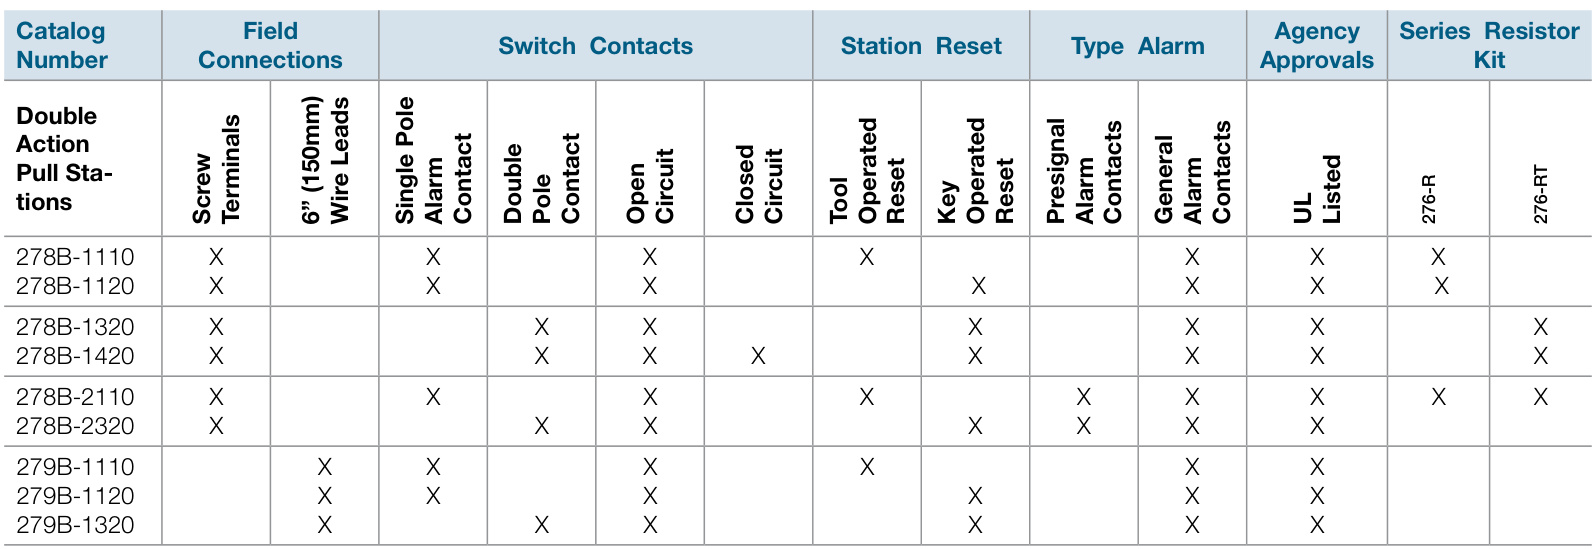 Catalog Number
Field Connections
Switch Contacts
Station Reset
Type Alarm
Agency Approvals
Series Resistor Kit
Double
Action
Pull Sta-
tions
Screw
Terminals
6” (150mm)
Wire Leads
Single Pole
Alarm
Contact
Double
Pole
Contact
Open
Circuit
Closed
Circuit
Tool
Operated
Reset
Key
Operated
Reset
Presignal
Alarm
Contacts
General
Alarm
Contacts
UL
Listed
276-R
276-RT
278B-1110 X X X X X X X
278B-1120 X X X X X X X
278B-1320 X X X X X X X
278B-1420 X X X X X X X X
278B-2110 X X X X X X X X X
278B-2320 X X X X X X X
279B-1110 X X X X X X
279B-1120 X X X X X X
279B-1320 X X X X X X